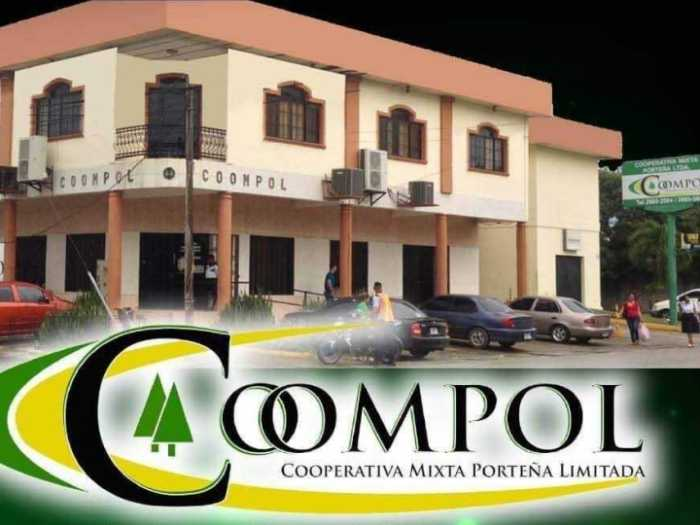 COOMPOL COOMPOL
COOPERATIVA MIXTA
PORTEÑA LTDA.
COOMPOL
COOMPOL
COOPERATIVA MIXTA PORTEÑA LIMITADA